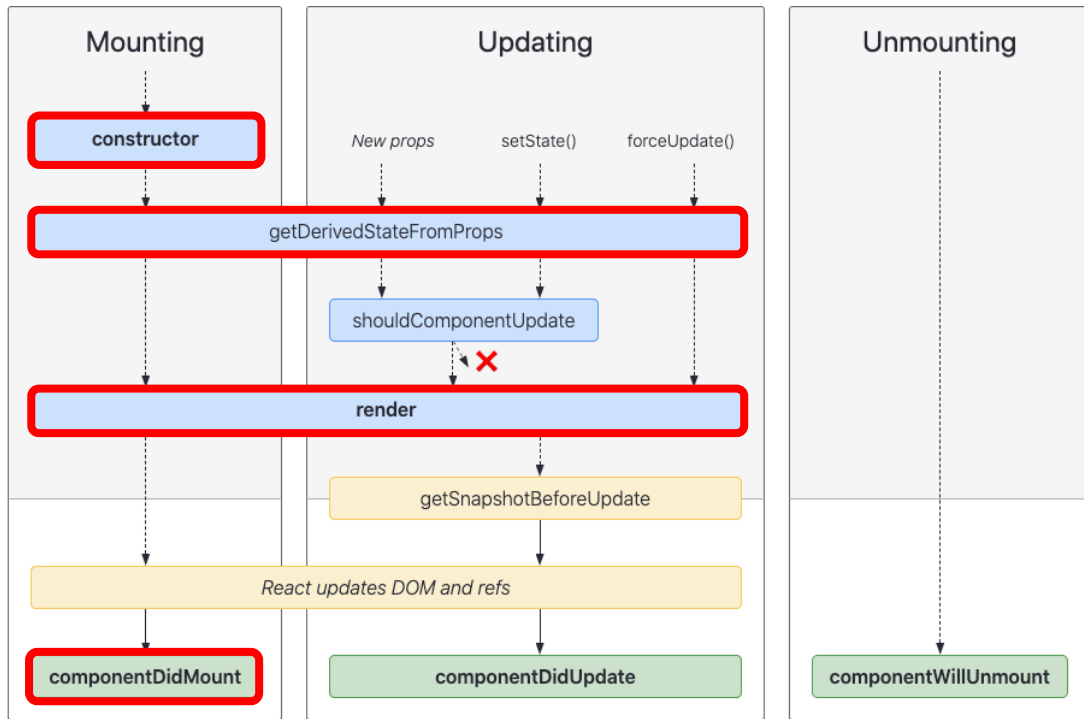 Mounting
Updating
Unmounting
constructor
New props
setState()
forceUpdate()
getDerivedStateFromProps
shouldComponentUpdate
render
getSnapshotBeforeUpdate
React updates DOM and refs
componentDidMount
componentDidUpdate
componentWillUnmount